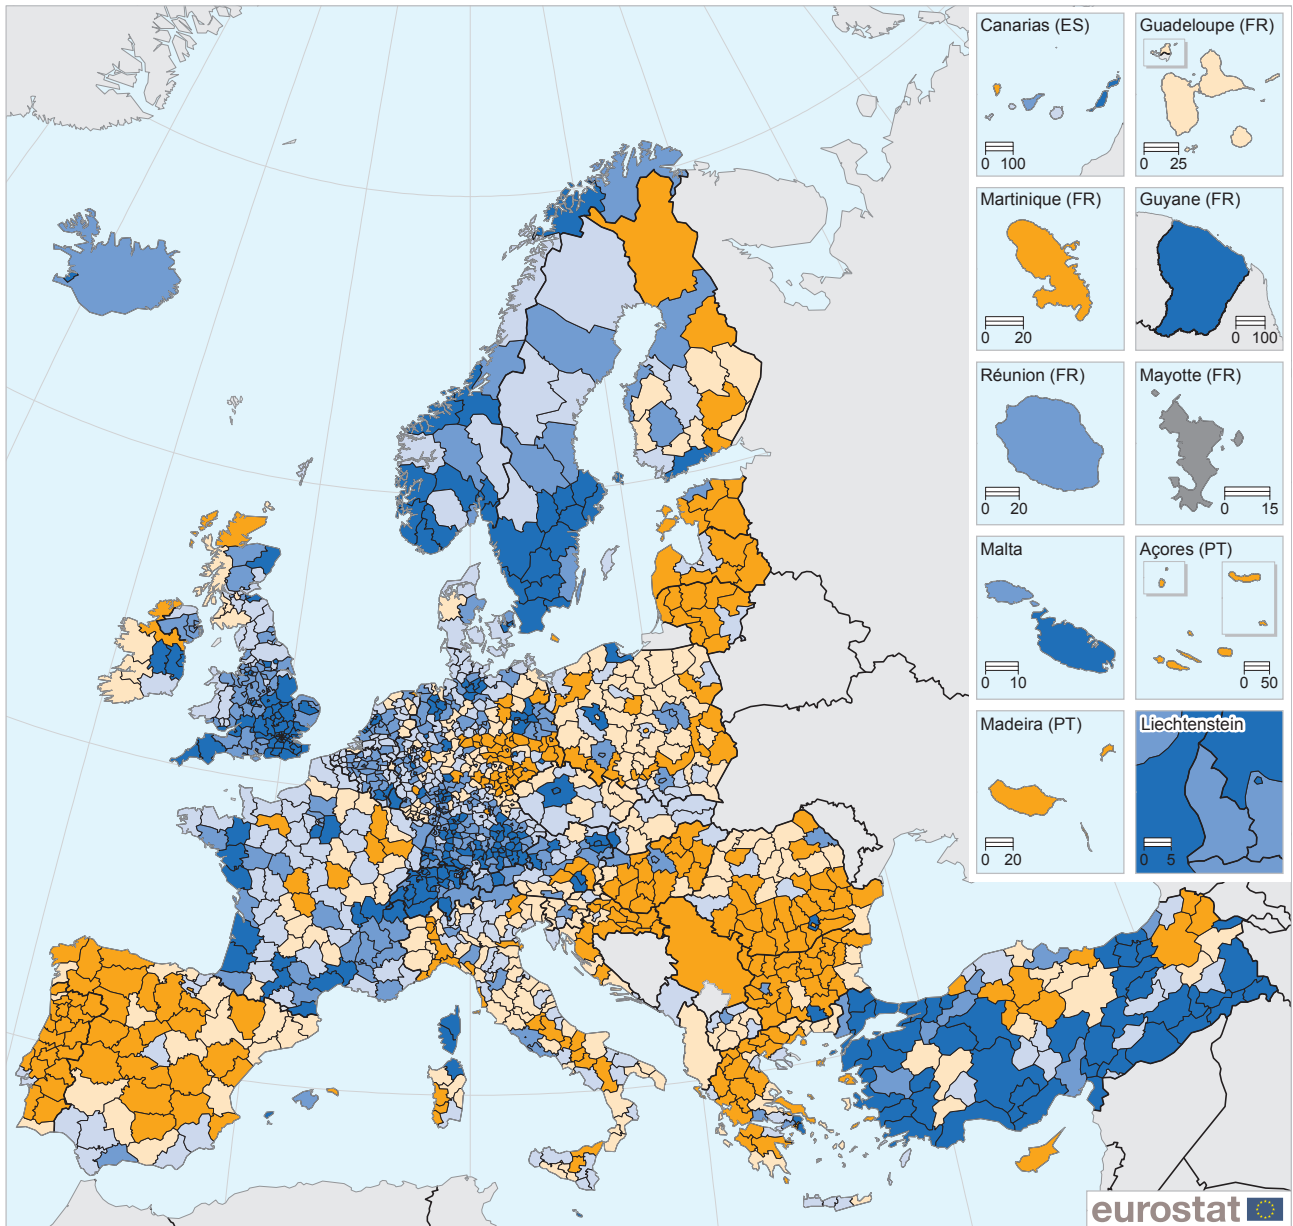 Canarias (ES)
0 100
Guadeloupe (FR)
0 25
Martinique (FR)
0 20
Guyane (FR)
0 100
Réunion (FR)
0 20
Mayotte (FR)
0 15
Malta
0 10
Açores (PT)
0 50
Madeira (PT)
0 20
Liechtenstein
0 5
eurostat